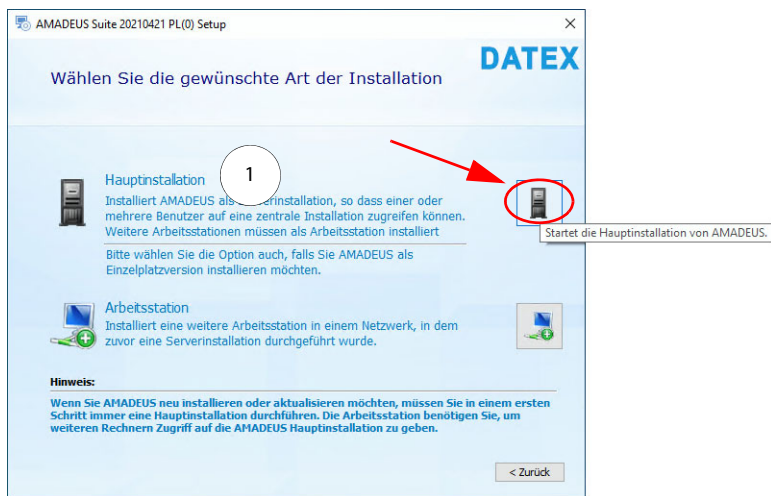 AMADEUS Suite 20210421 PL(0) Setup
DATEX
Wählen Sie die gewünschte Art der Installation
Hauptinstallation
1
Installiert AMADEUS als erinstallation, so dass einer oder
mehrere Benutzer auf eine zentrale Installation zugreifen können.
Weitere Arbeitsstationen müssen als Arbeitsstation installiert
Startet die Hauptinstallation von AMADEUS.
Bitte wählen Sie die Option auch, falls Sie AMADEUS als
Einzelplatzversion installieren möchten.
Arbeitsstation
Installiert eine weitere Arbeitsstation in einem Netzwerk, in dem
zuvor eine Serverinstallation durchgeführt wurde.
Hinweis:
Wenn Sie AMADEUS neu installieren oder aktualisieren möchten, müssen Sie in einem ersten
Schritt immer eine Hauptinstallation durchführen. Die Arbeitsstation benötigen Sie, um
weiteren Rechnern Zugriff auf die AMADEUS Hauptinstallation zu geben.
< Zurück